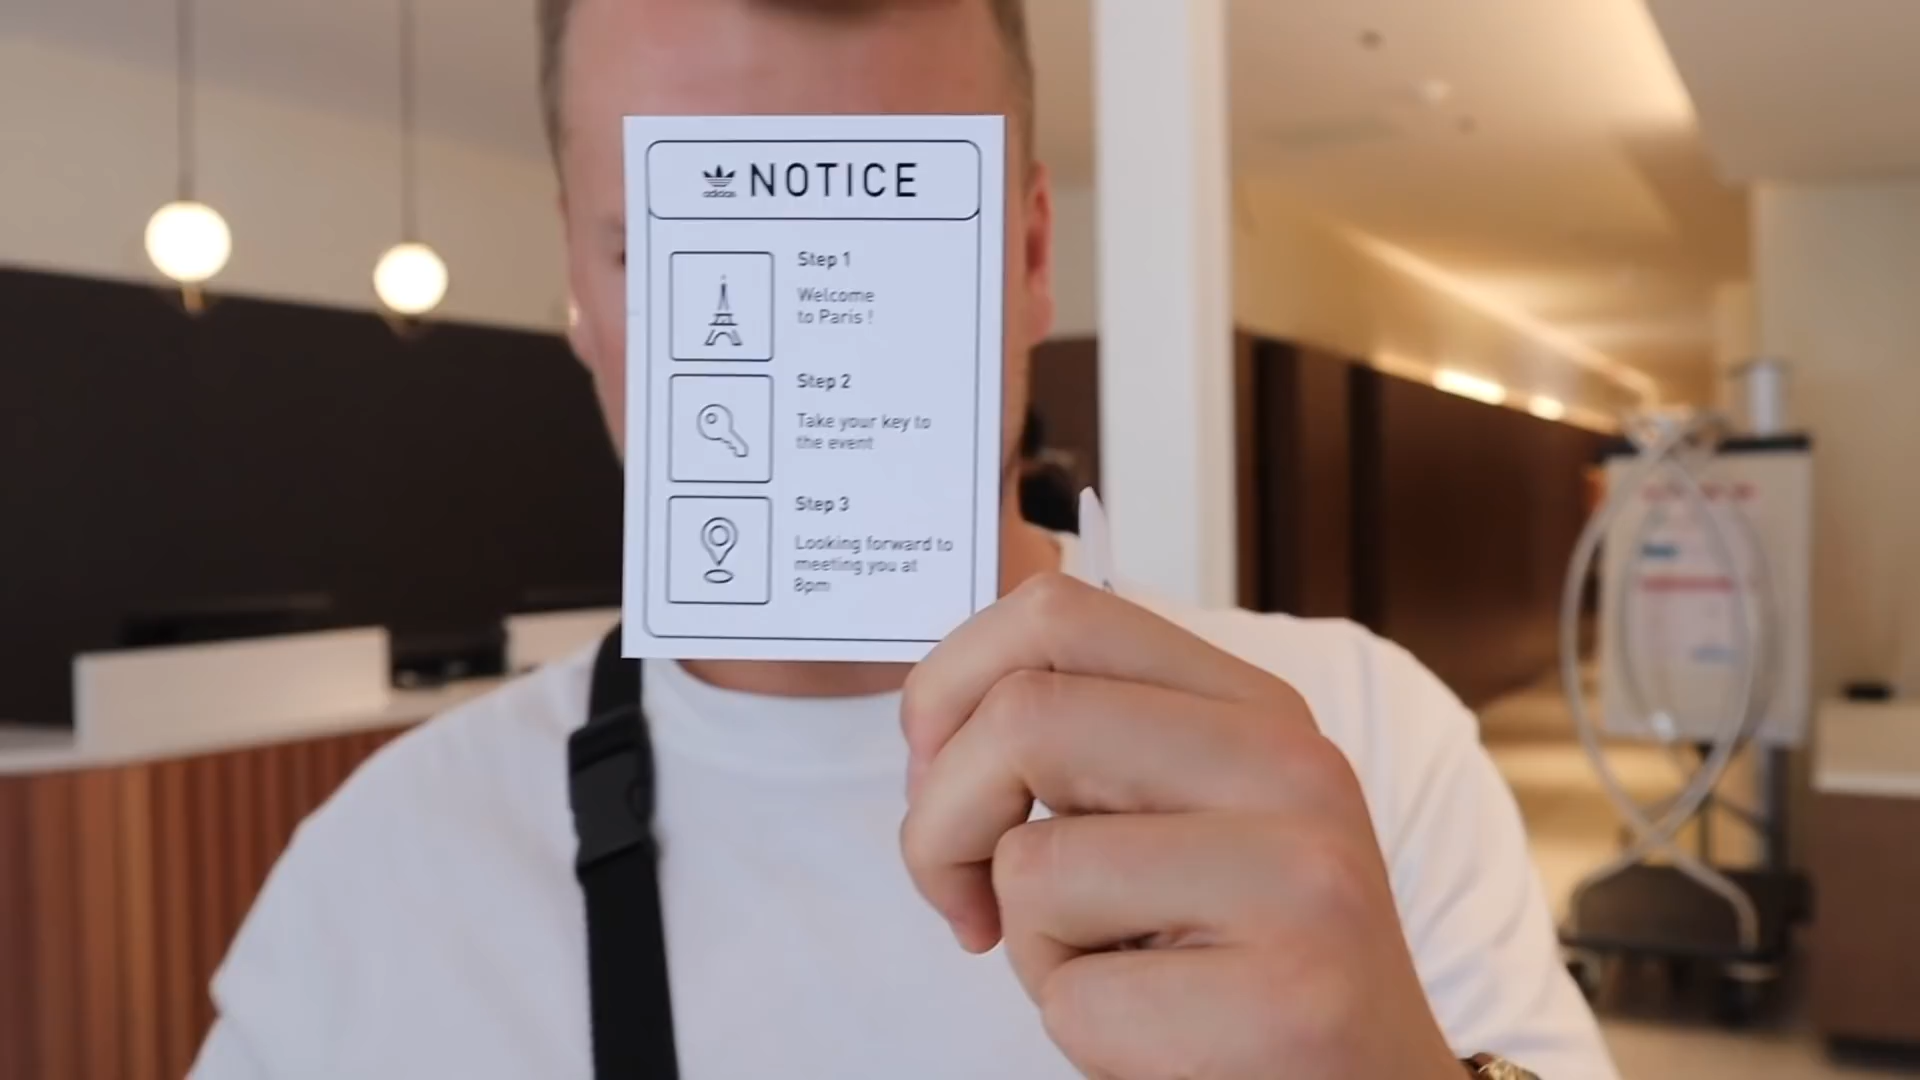 adidas NOTICE
Step 1
Welcome
to Paris !
Step 2
Take your key to
the event
Step 3
Looking forward to
meeting you at
8pm